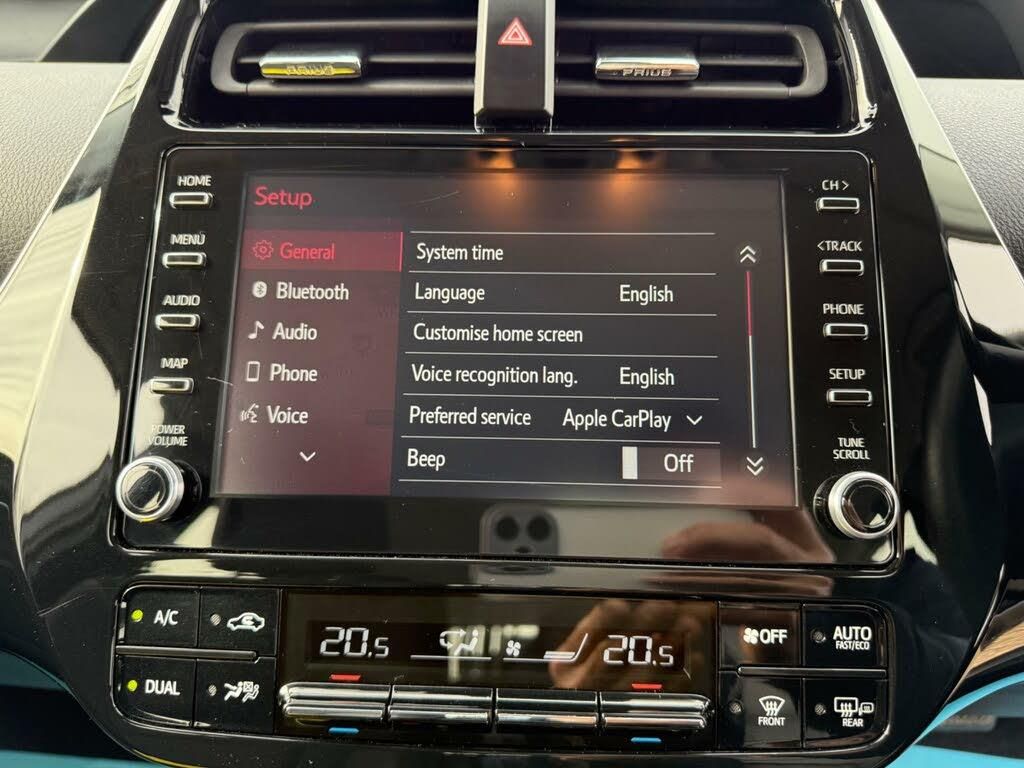 PRIUS
PRIUS
HOME
MENU
AUDIO
MAP
POWER
VOLUME
Setup
General
Bluetooth
Audio
Phone
Voice
System time
Language English
Customise home screen
Voice recognition lang. English
Preferred service Apple CarPlay
Beep Off
CH >
< TRACK
PHONE
SETUP
TUNE
SCROLL
A/C
DUAL
20.5
20.5
OFF
AUTO
FAST/ECO
FRONT
REAR